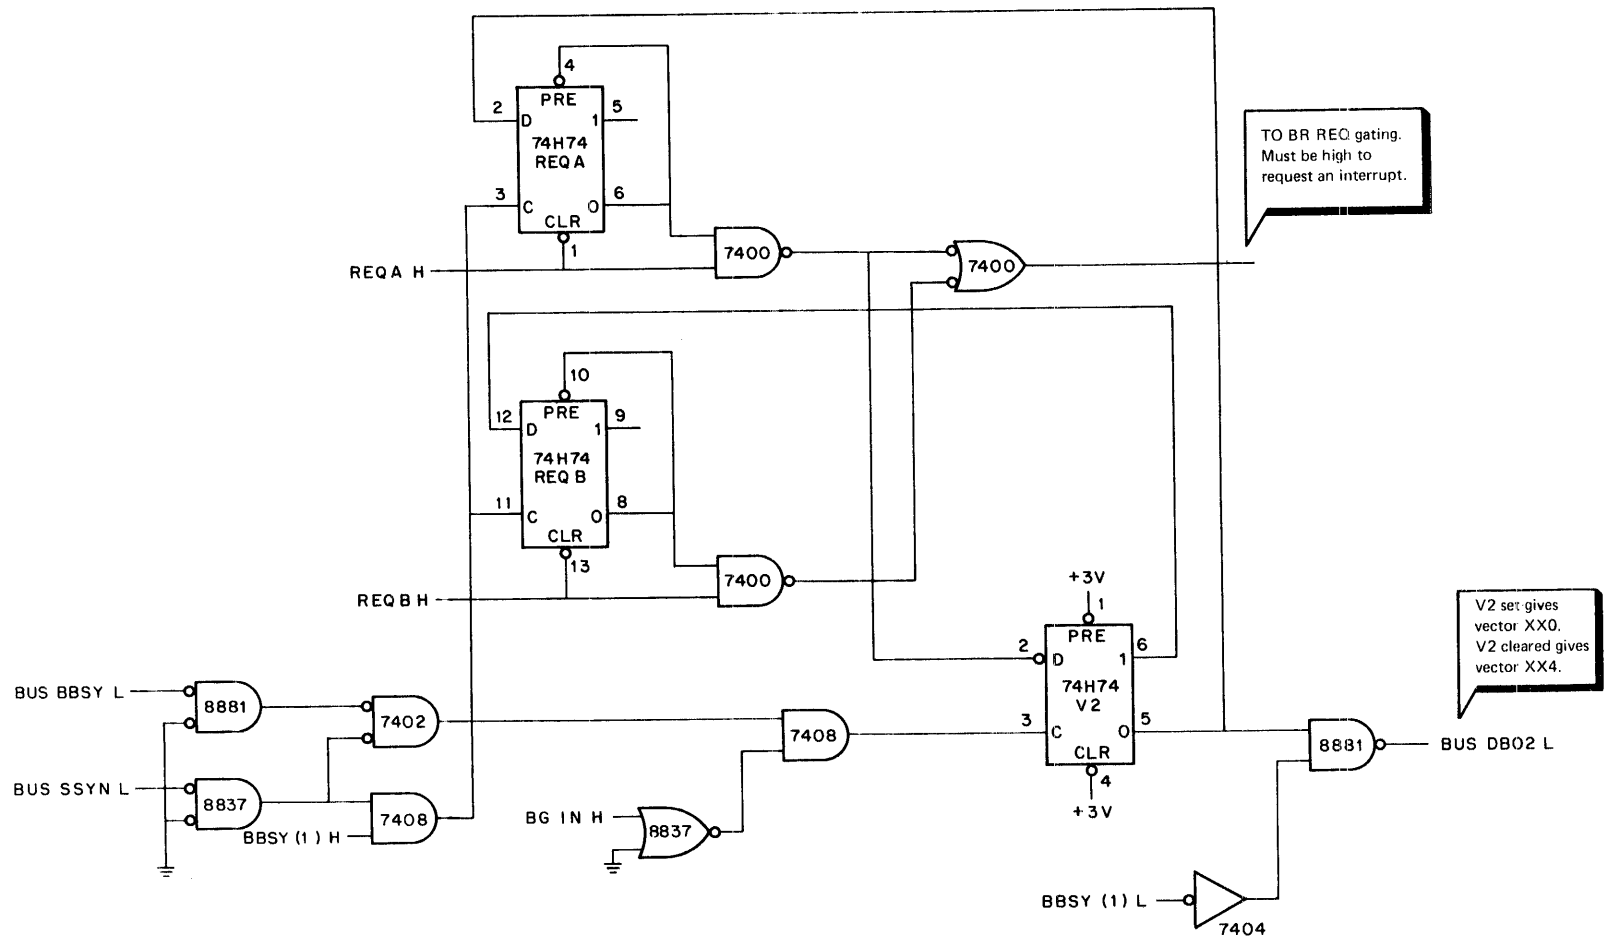 4
PRE
2
D
1
5
74H74
REQ A
3
C
0
6
CLR
1
REQ A H
7400
7400
TO BR REQ gating.
Must be high to
request an interrupt.
10
PRE
12
D
1
9
74H74
REQ B
11
C
0
8
CLR
13
REQ B H
7400
+3V
1
PRE
2
D
1
6
74H74
V2
3
C
0
5
CLR
4
+3V
V2 set gives
vector XX0.
V2 cleared gives
vector XX4.
BUS BBSY L
8881
7402
7408
8881
BUS DB02 L
BUS SSYN L
8837
7408
BBSY (1) H
BG IN H
8837
BBSY (1) L
7404